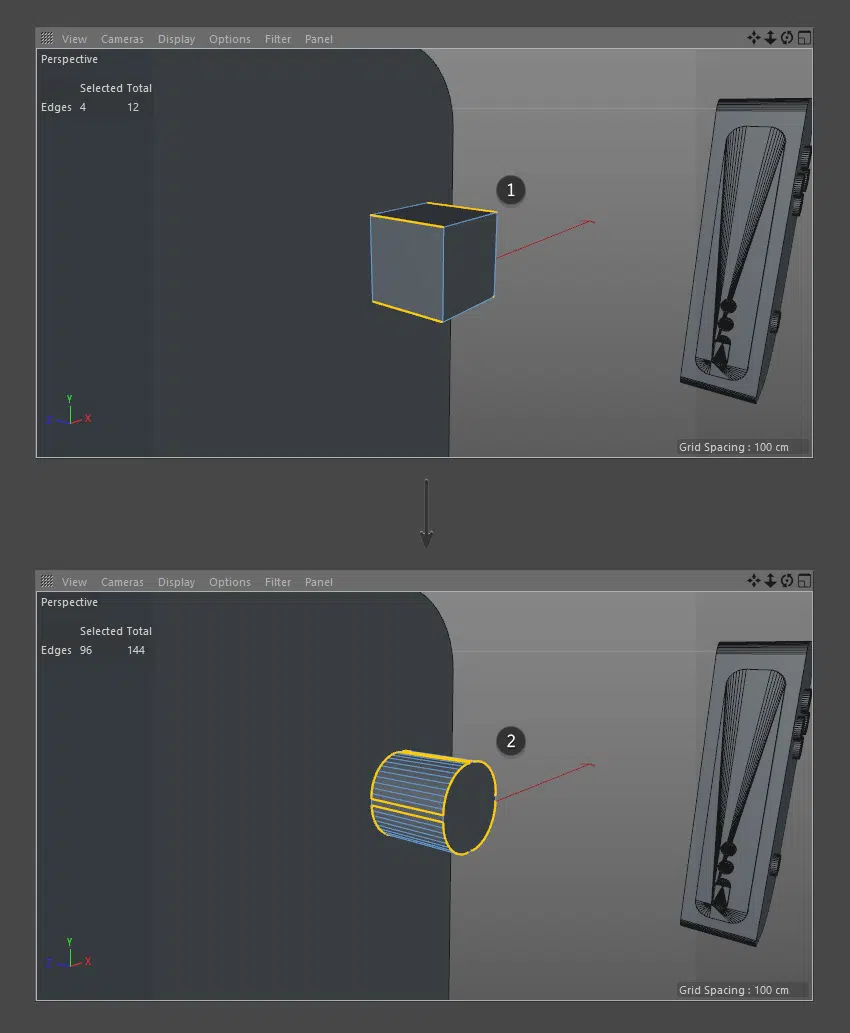 View Cameras Display Options Filter Panel
Perspective
Selected Total
Edges 4 12
1
Y
X
Grid Spacing : 100 cm
View Cameras Display Options Filter Panel
Perspective
Selected Total
Edges 96 144
2
Y
X
Grid Spacing : 100 cm